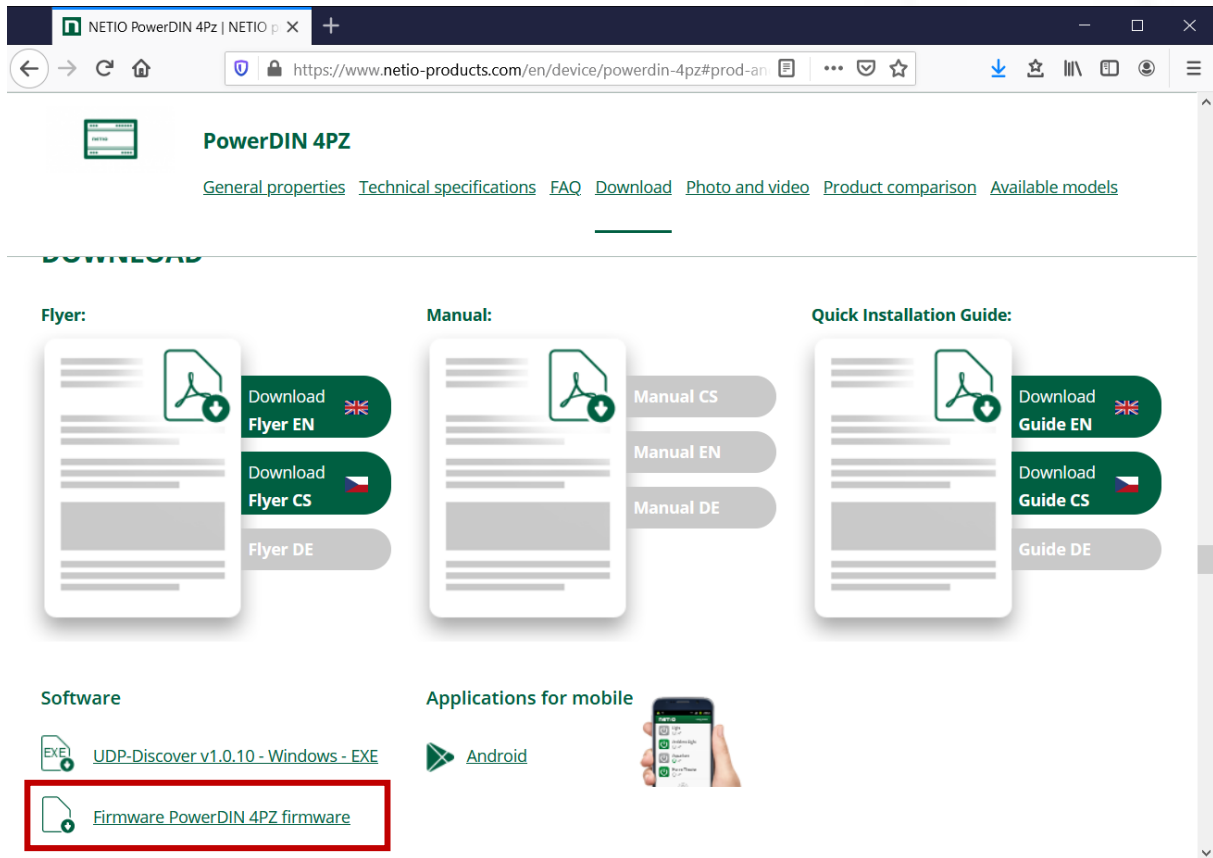 NETIO PowerDIN 4Pz | NETIO p
https://www.netio-products.com/en/device/powerdin-4pz#prod-an
PowerDIN 4PZ
General properties Technical specifications FAQ Download Photo and video Product comparison Available models
DOWNLOAD
Flyer: Manual: Quick Installation Guide:
Download Manual CS Download
Flyer EN Guide EN
Manual EN
Download Download
Flyer CS Guide CS
Manual DE
Flyer DE Guide DE
Software Applications for mobile
EXE UDP-Discover v1.0.10 - Windows - EXE Android
Firmware PowerDIN 4PZ firmware